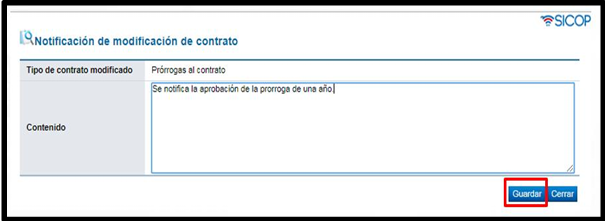 SICOP
Notificación de modificación de contrato
Tipo de contrato modificado Prórrogas al contrato
Contenido Se notifica la aprobación de la prorroga de una año
Guardar Cerrar